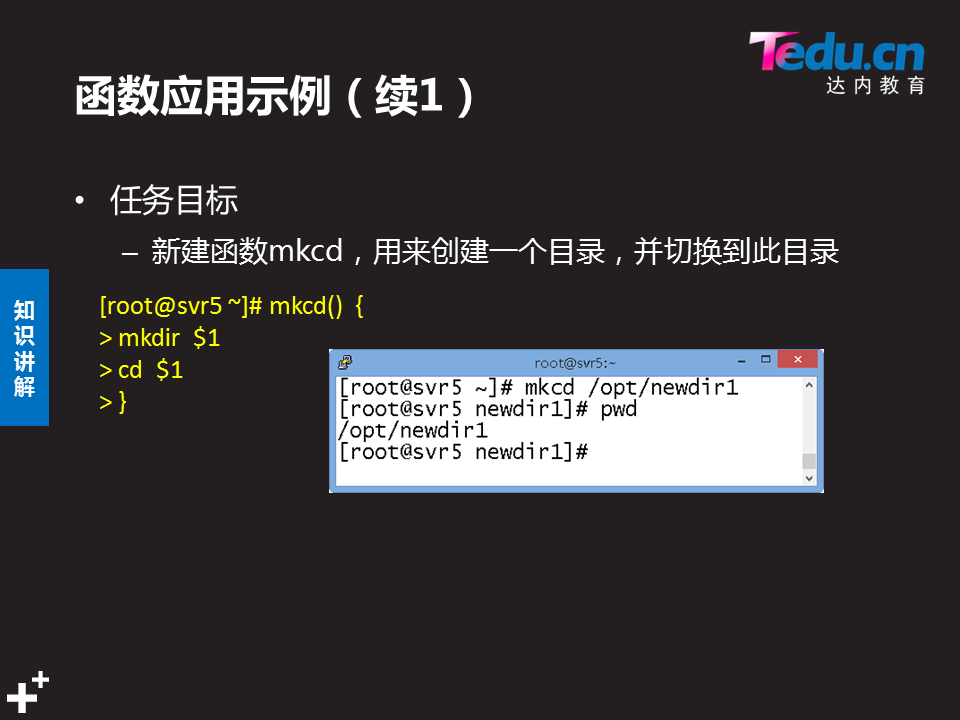 Tedu.cn
达内教育
函数应用示例（续1）
• 任务目标
– 新建函数mkcd，用来创建一个目录，并切换到此目录
知识讲解
[root@svr5 ~]# mkcd() {
> mkdir $1
> cd $1
> }
root@svr5:~
[root@svr5 ~]# mkcd /opt/newdir1
[root@svr5 newdir1]# pwd
/opt/newdir1
[root@svr5 newdir1]#